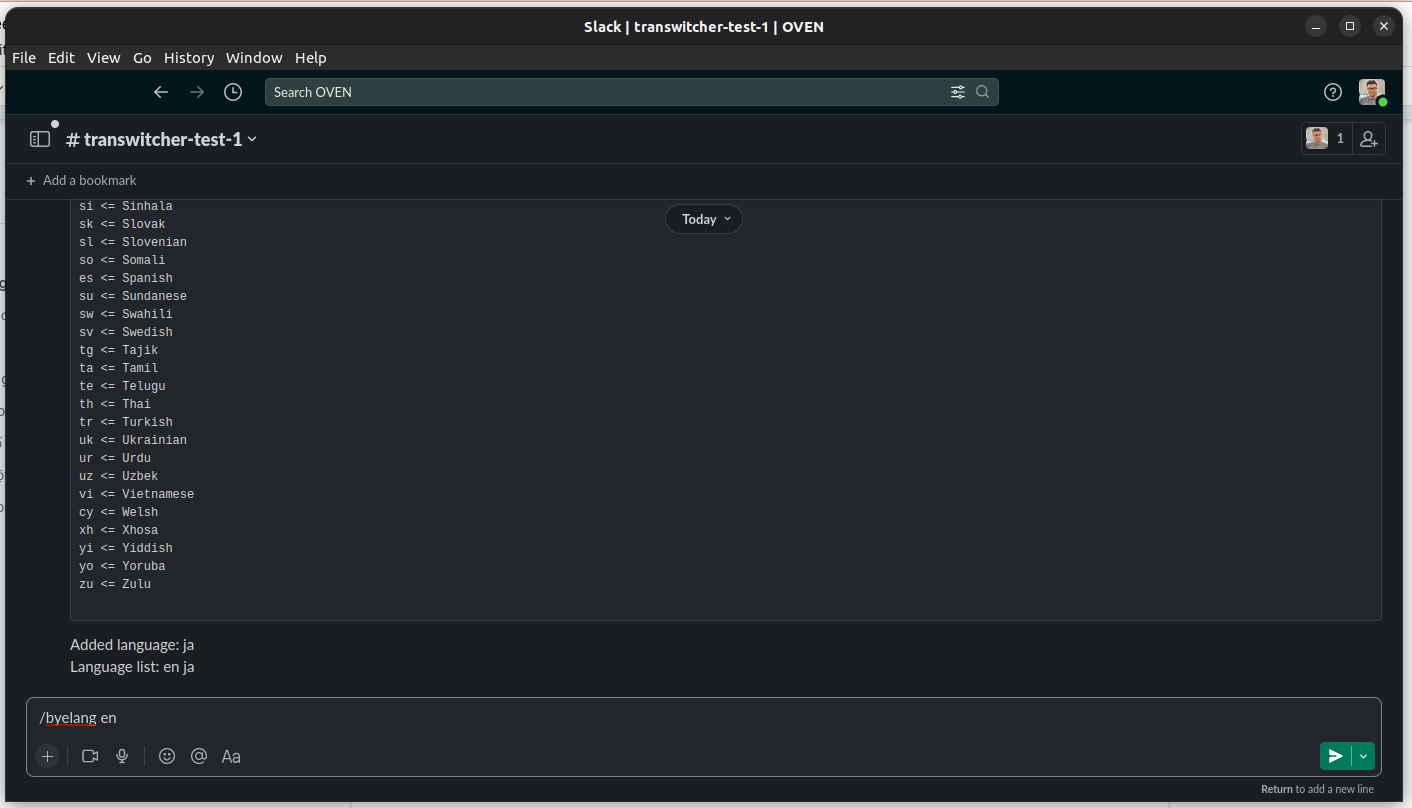 Slack | transwitcher-test-1 | OVEN
File Edit View Go History Window Help
Search OVEN
# transwitcher-test-1
1
+ Add a bookmark
Today
si <= Sinhala
sk <= Slovak
sl <= Slovenian
so <= Somali
es <= Spanish
su <= Sundanese
sw <= Swahili
sv <= Swedish
tg <= Tajik
ta <= Tamil
te <= Telugu
th <= Thai
tr <= Turkish
uk <= Ukrainian
ur <= Urdu
uz <= Uzbek
vi <= Vietnamese
cy <= Welsh
xh <= Xhosa
yi <= Yiddish
yo <= Yoruba
zu <= Zulu
Added language: ja
Language list: en ja
/byelang en
Aa
Return to add a new line